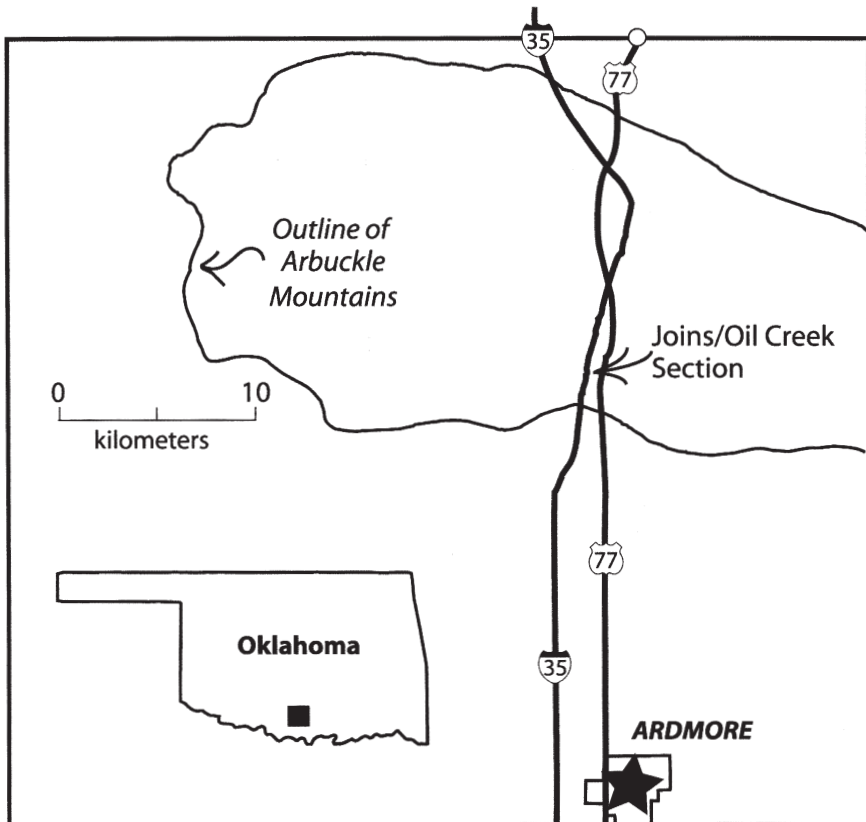 35
77
Outline of
Arbuckle
Mountains
Joins/Oil Creek
Section
0 10
kilometers
77
Oklahoma
35
ARDMORE